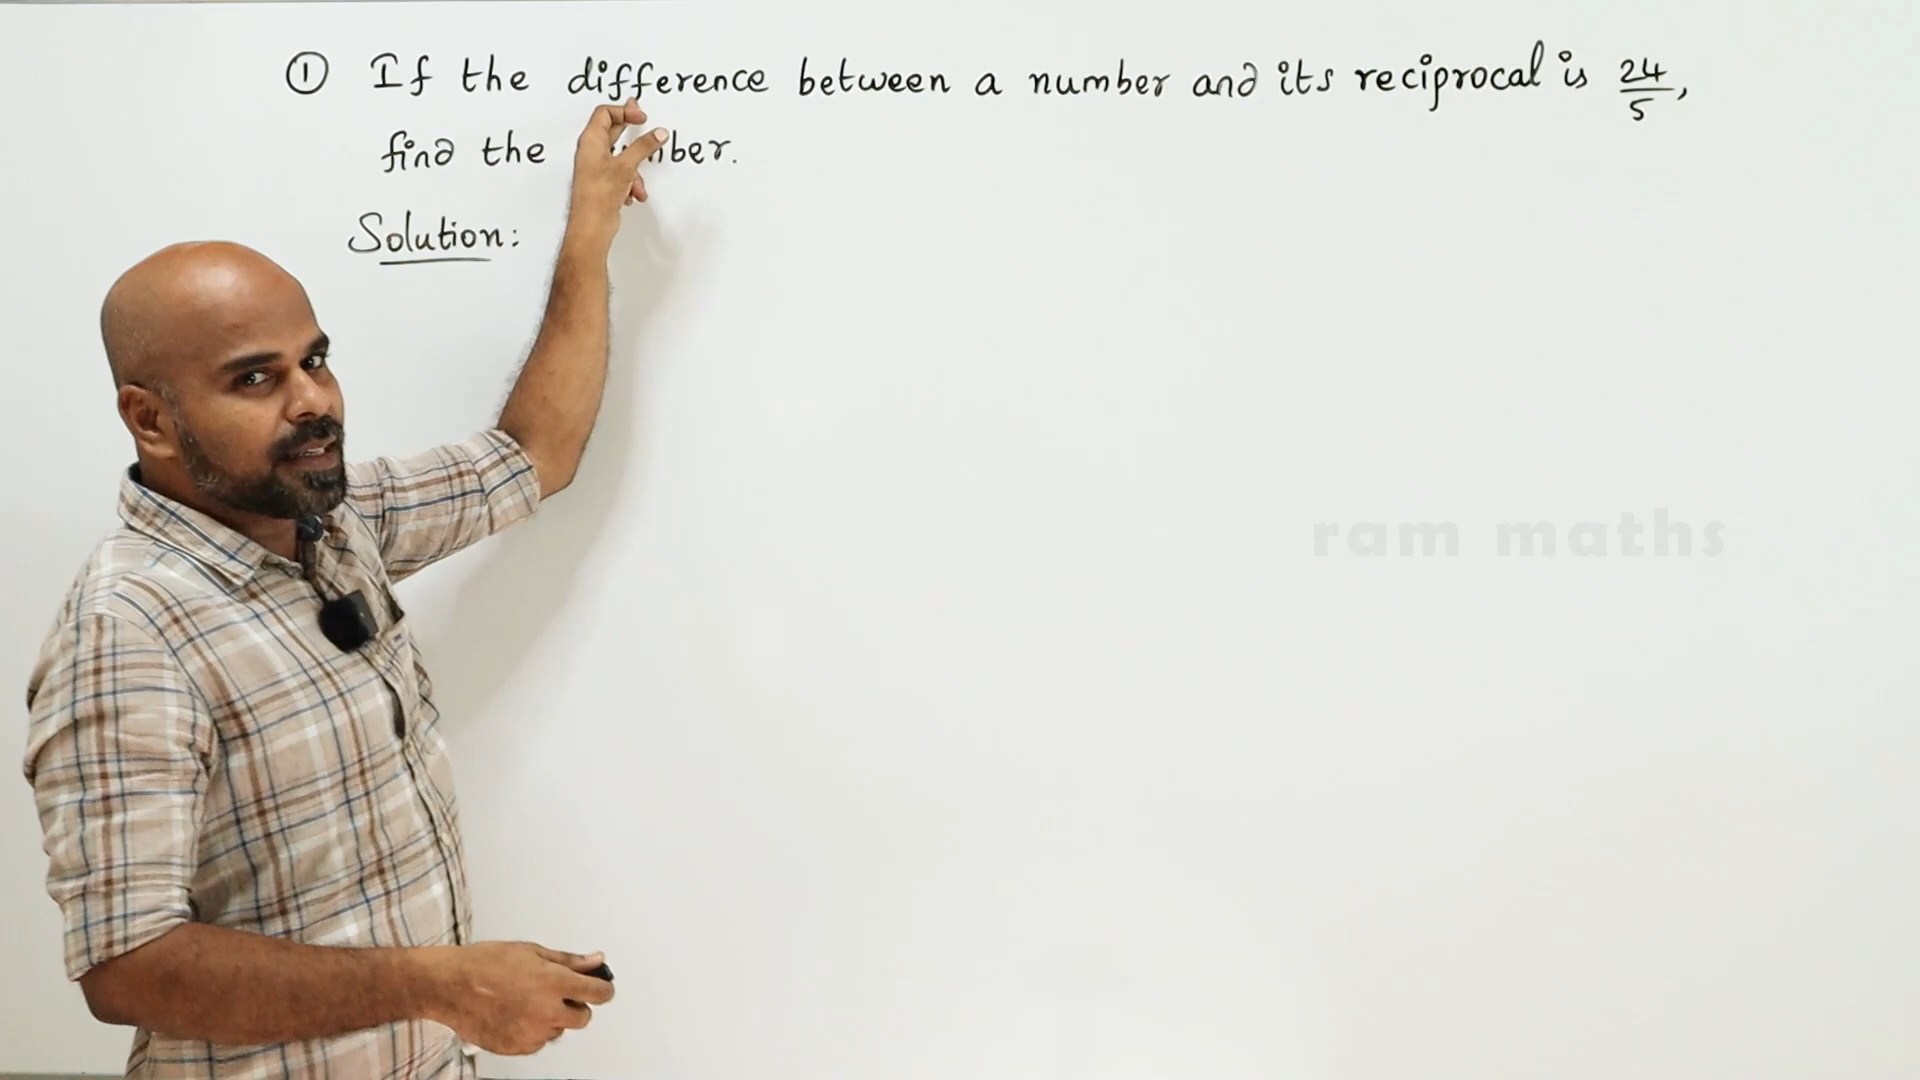 ① If the difference between a number and its reciprocal is 24/5,
find the number.
Solution:
ram maths